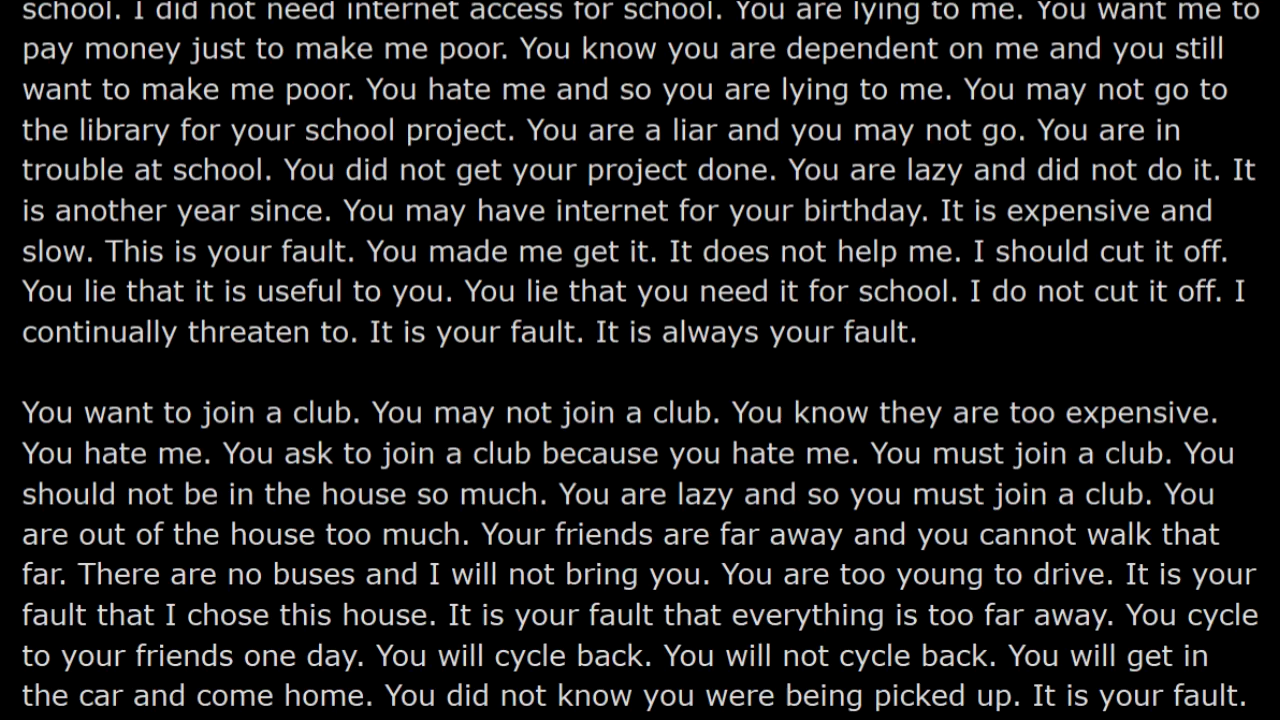 school. I did not need internet access for school. You are lying to me. You want me to
pay money just to make me poor. You know you are dependent on me and you still
want to make me poor. You hate me and so you are lying to me. You may not go to
the library for your school project. You are a liar and you may not go. You are in
trouble at school. You did not get your project done. You are lazy and did not do it. It
is another year since. You may have internet for your birthday. It is expensive and
slow. This is your fault. You made me get it. It does not help me. I should cut it off.
You lie that it is useful to you. You lie that you need it for school. I do not cut it off. I
continually threaten to. It is your fault. It is always your fault.

You want to join a club. You may not join a club. You know they are too expensive.
You hate me. You ask to join a club because you hate me. You must join a club. You
should not be in the house so much. You are lazy and so you must join a club. You
are out of the house too much. Your friends are far away and you cannot walk that
far. There are no buses and I will not bring you. You are too young to drive. It is your
fault that I chose this house. It is your fault that everything is too far away. You cycle
to your friends one day. You will cycle back. You will not cycle back. You will get in
the car and come home. You did not know you were being picked up. It is your fault.